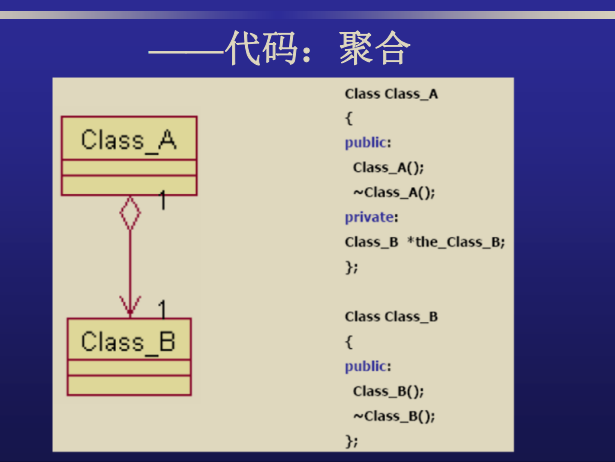 ——代码：聚合
Class_A
1
1
Class_B
Class Class_A
{
public:
Class_A();
~Class_A();
private:
Class_B *the_Class_B;
};
Class Class_B
{
public:
Class_B();
~Class_B();
};